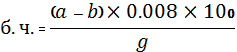 б. ч. = (a – b) × 0.008 × 100 / g